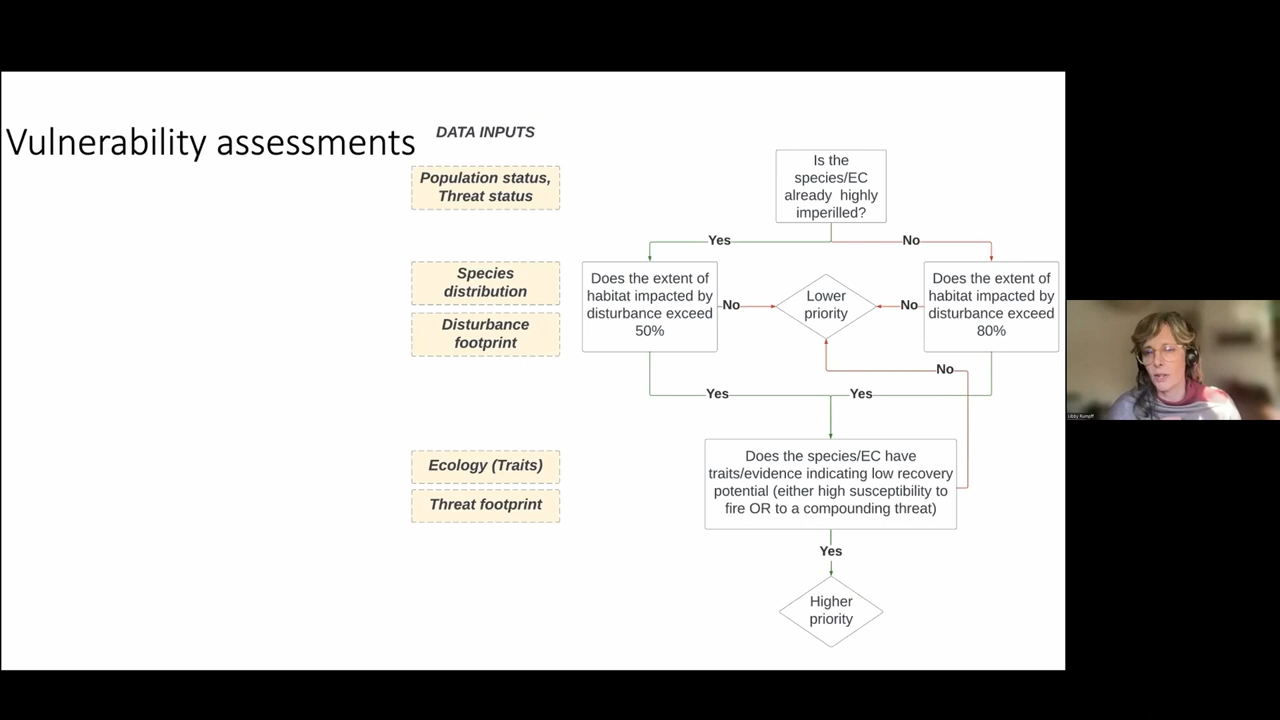 Vulnerability assessments
DATA INPUTS
Population status,
Threat status
Species
distribution
Disturbance
footprint
Ecology (Traits)
Threat footprint
Is the
species/EC
already highly
imperilled?
Yes
No
Does the extent of
habitat impacted by
disturbance exceed
50%
No
Lower
priority
No
Does the extent of
habitat impacted by
disturbance exceed
80%
No
Yes
Yes
Does the species/EC have
traits/evidence indicating low recovery
potential (either high susceptibility to
fire OR to a compounding threat)
Yes
Higher
priority
Libby Rumpff